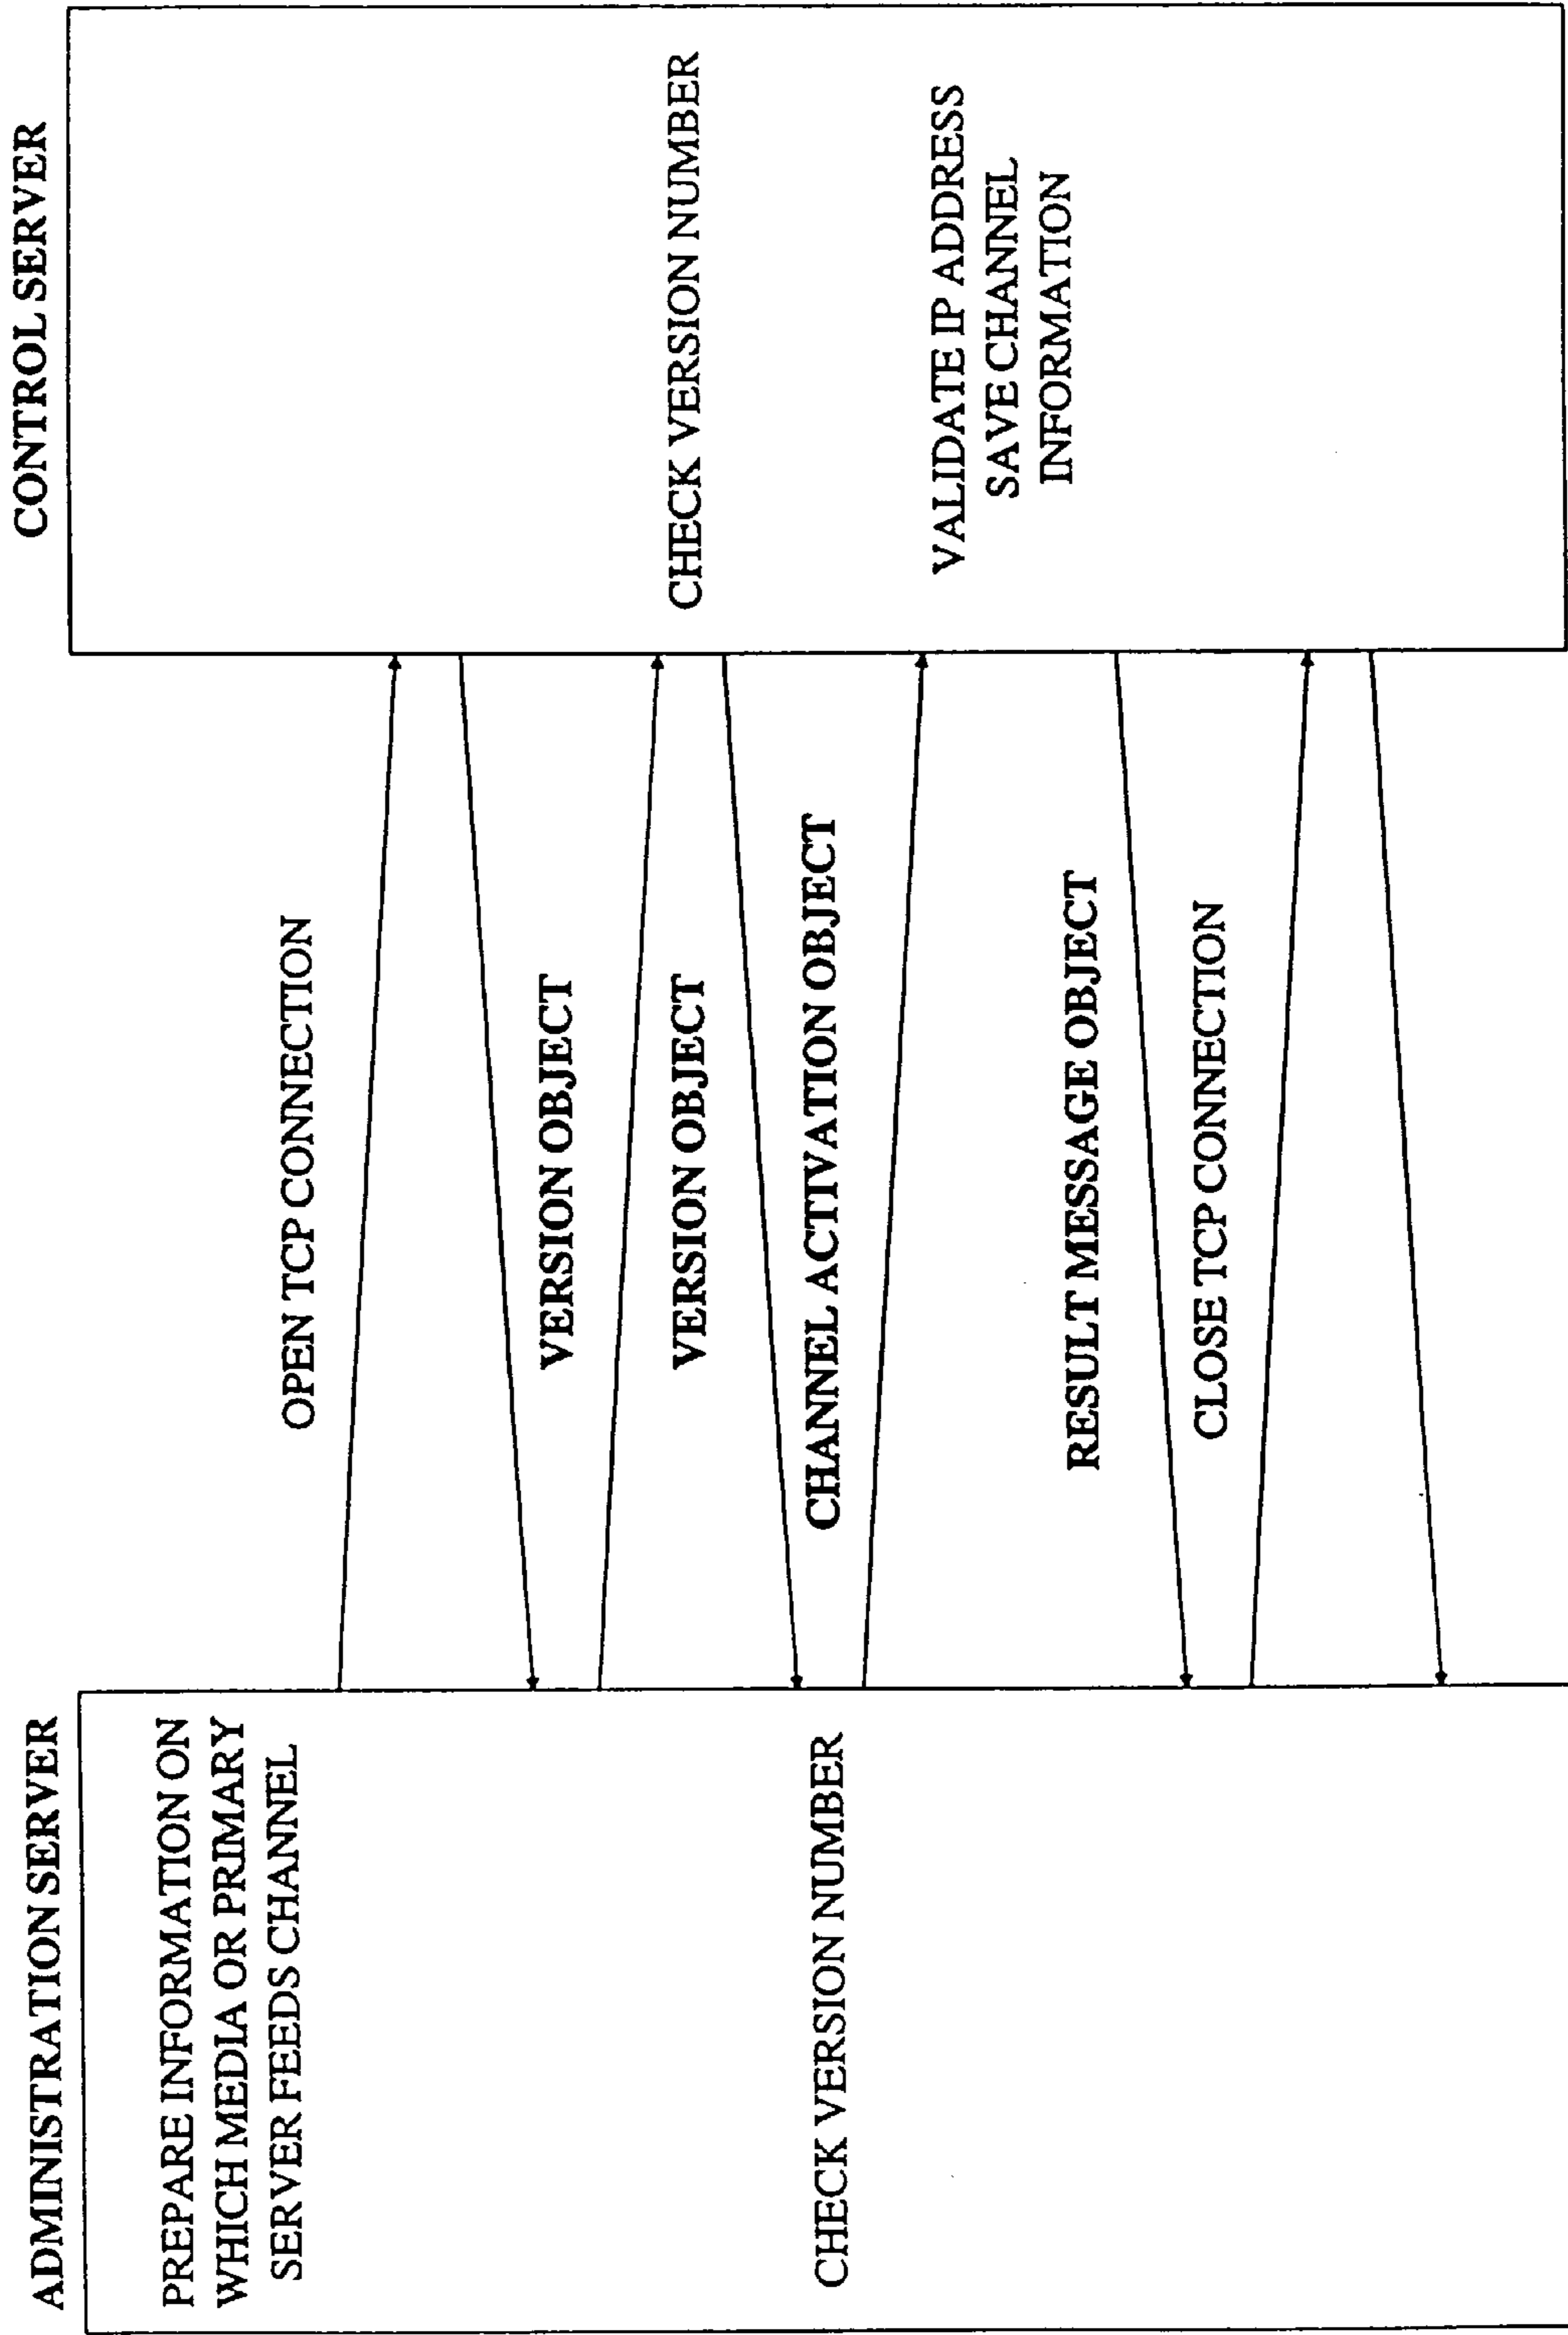 ADMINISTRATION SERVER
CONTROL SERVER
PREPARE INFORMATION ON
WHICH MEDIA OR PRIMARY
SERVER FEEDS CHANNEL
OPEN TCP CONNECTION
VERSION OBJECT
VERSION OBJECT
CHECK VERSION NUMBER
CHECK VERSION NUMBER
CHANNEL ACTIVATION OBJECT
VALIDATE IP ADDRESS
SAVE CHANNEL
INFORMATION
RESULT MESSAGE OBJECT
CLOSE TCP CONNECTION